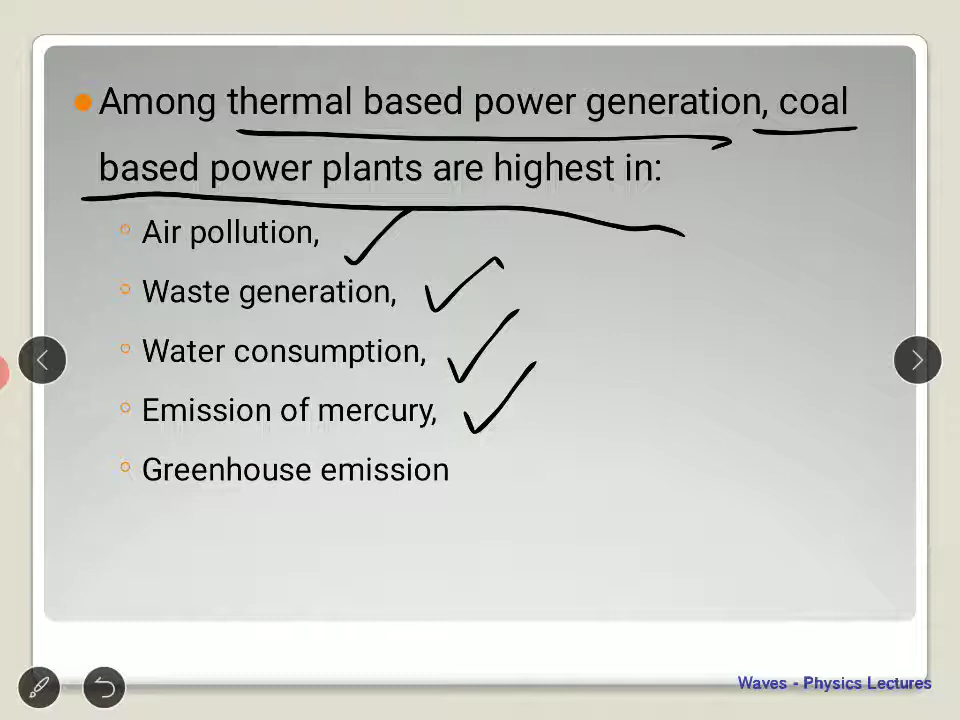 Among thermal based power generation, coal
based power plants are highest in:
Air pollution,
Waste generation,
Water consumption,
Emission of mercury,
Greenhouse emission
Waves - Physics Lectures